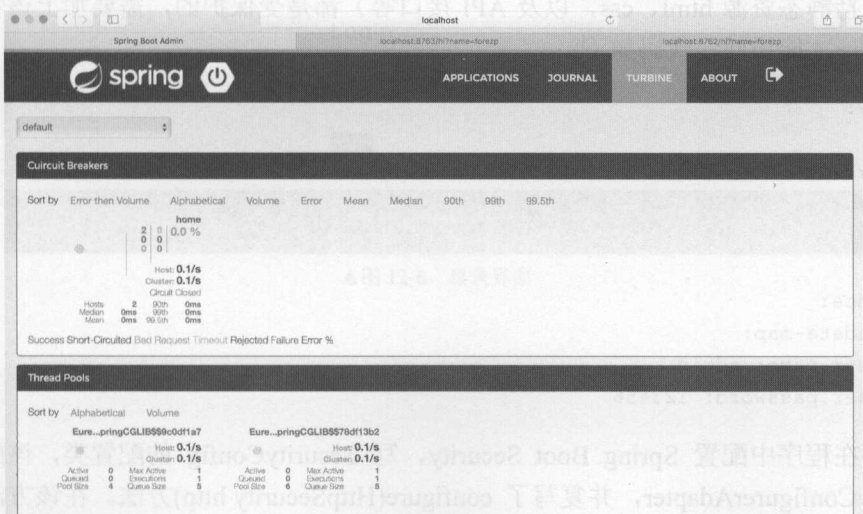 localhost
Spring Boot Admin
localhost:8763/hi?name=forezp
localhost:8762/hi?name=forezp
spring
APPLICATIONS JOURNAL TURBINE ABOUT
default
Cuircuit Breakers
Sort by Error then Volume Alphabetical Volume Error Mean Median 90th 99th 99.5th
home
2 0 0.0 %
0 0
0 0
Host: 0.1/s
Cluster: 0.1/s
Circuit Closed
Hosts 2 90th 0ms
Median 0ms 99th 0ms
Mean 0ms 99.5th 0ms
Success Short-Circuited Bad Request Timeout Rejected Failure Error %
Thread Pools
Sort by Alphabetical Volume
Eure...pringCGLIB$$9c0df1a7
Host: 0.1/s
Cluster: 0.1/s
Active 0 Max Active 1
Queued 0 Executions 1
Pool Size 4 Queue Size 5
Eure...pringCGLIB$$78df13b2
Host: 0.1/s
Cluster: 0.1/s
Active 0 Max Active 1
Queued 0 Executions 1
Pool Size 6 Queue Size 5